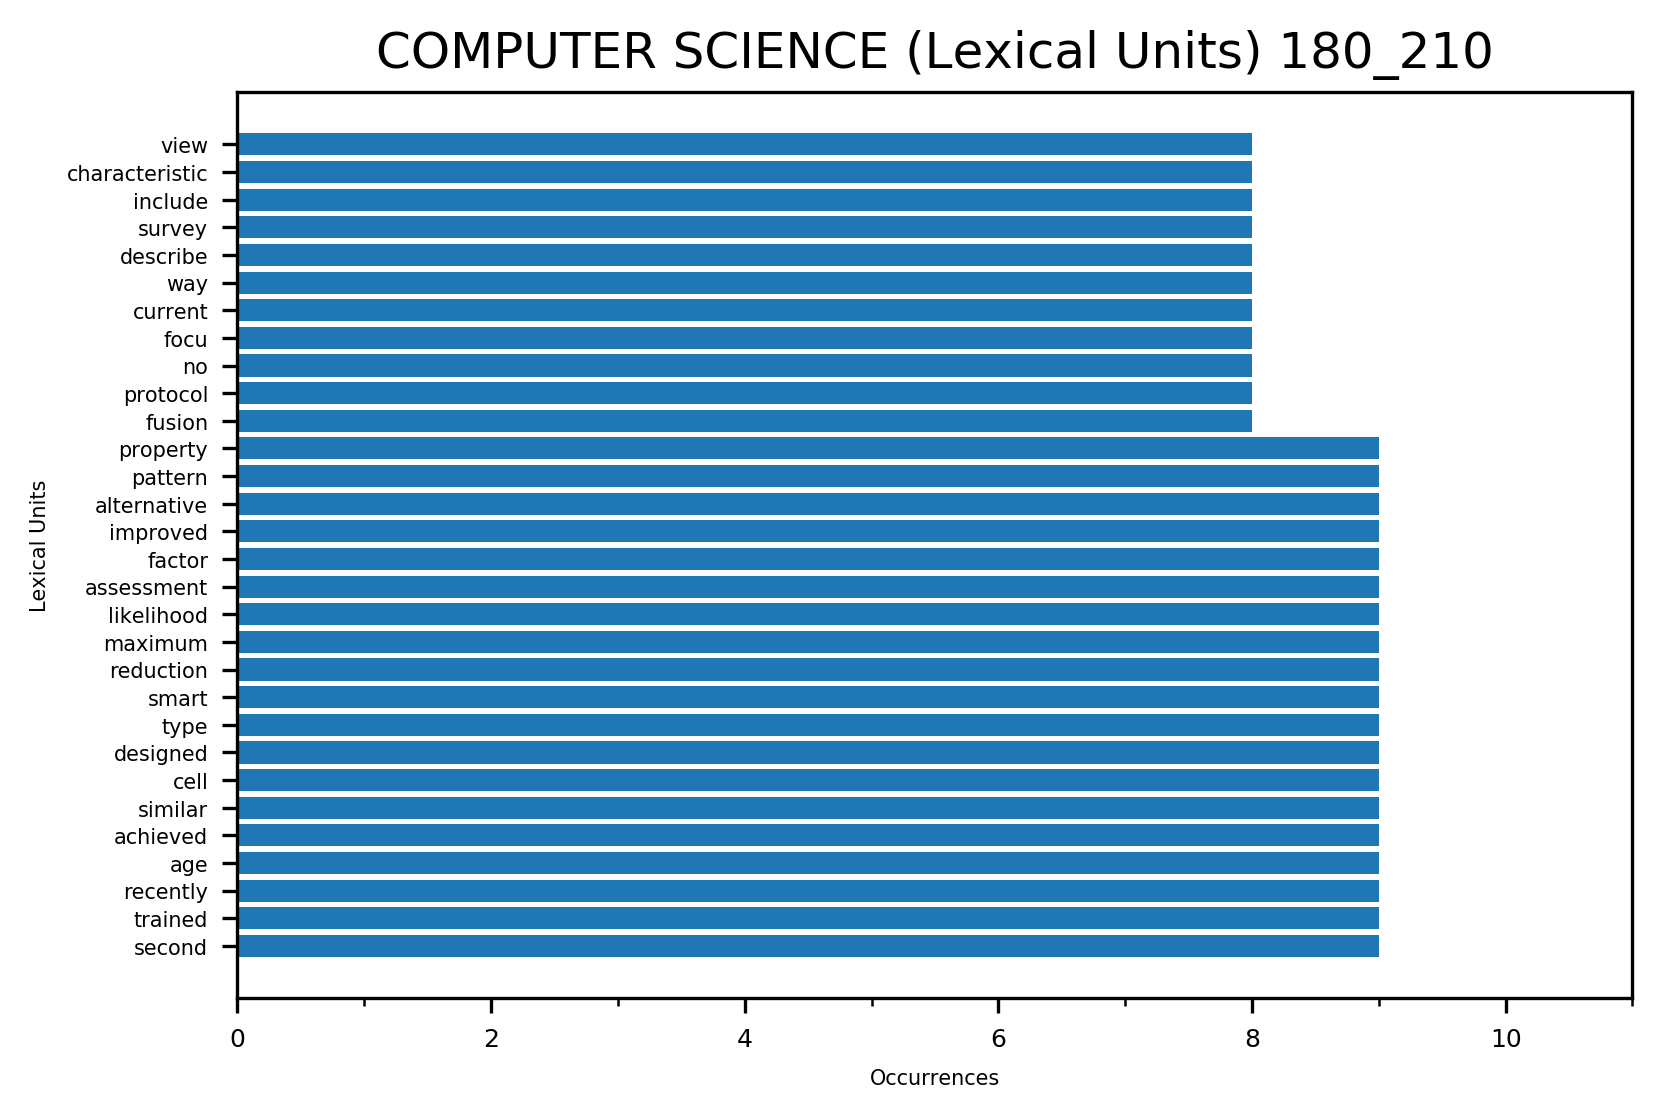 COMPUTER SCIENCE (Lexical Units) 180_210
view
characteristic
include
survey
describe
way
current
focu
no
protocol
fusion
property
pattern
alternative
improved
factor
assessment
likelihood
maximum
reduction
smart
type
designed
cell
similar
achieved
age
recently
trained
second
Lexical Units
0 2 4 6 8 10
Occurrences